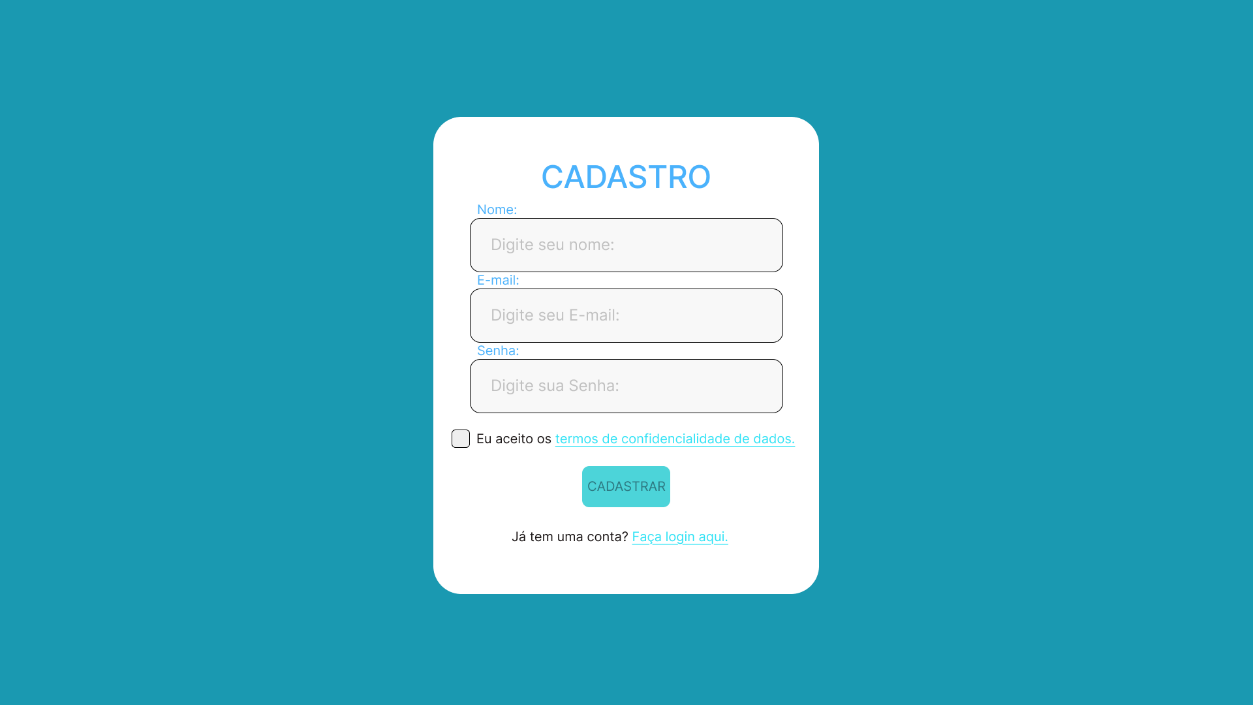 CADASTRO
Nome:
Digite seu nome:
E-mail:
Digite seu E-mail:
Senha:
Digite sua Senha:
Eu aceito os termos de confidencialidade de dados.
CADASTRAR
Já tem uma conta? Faça login aqui.